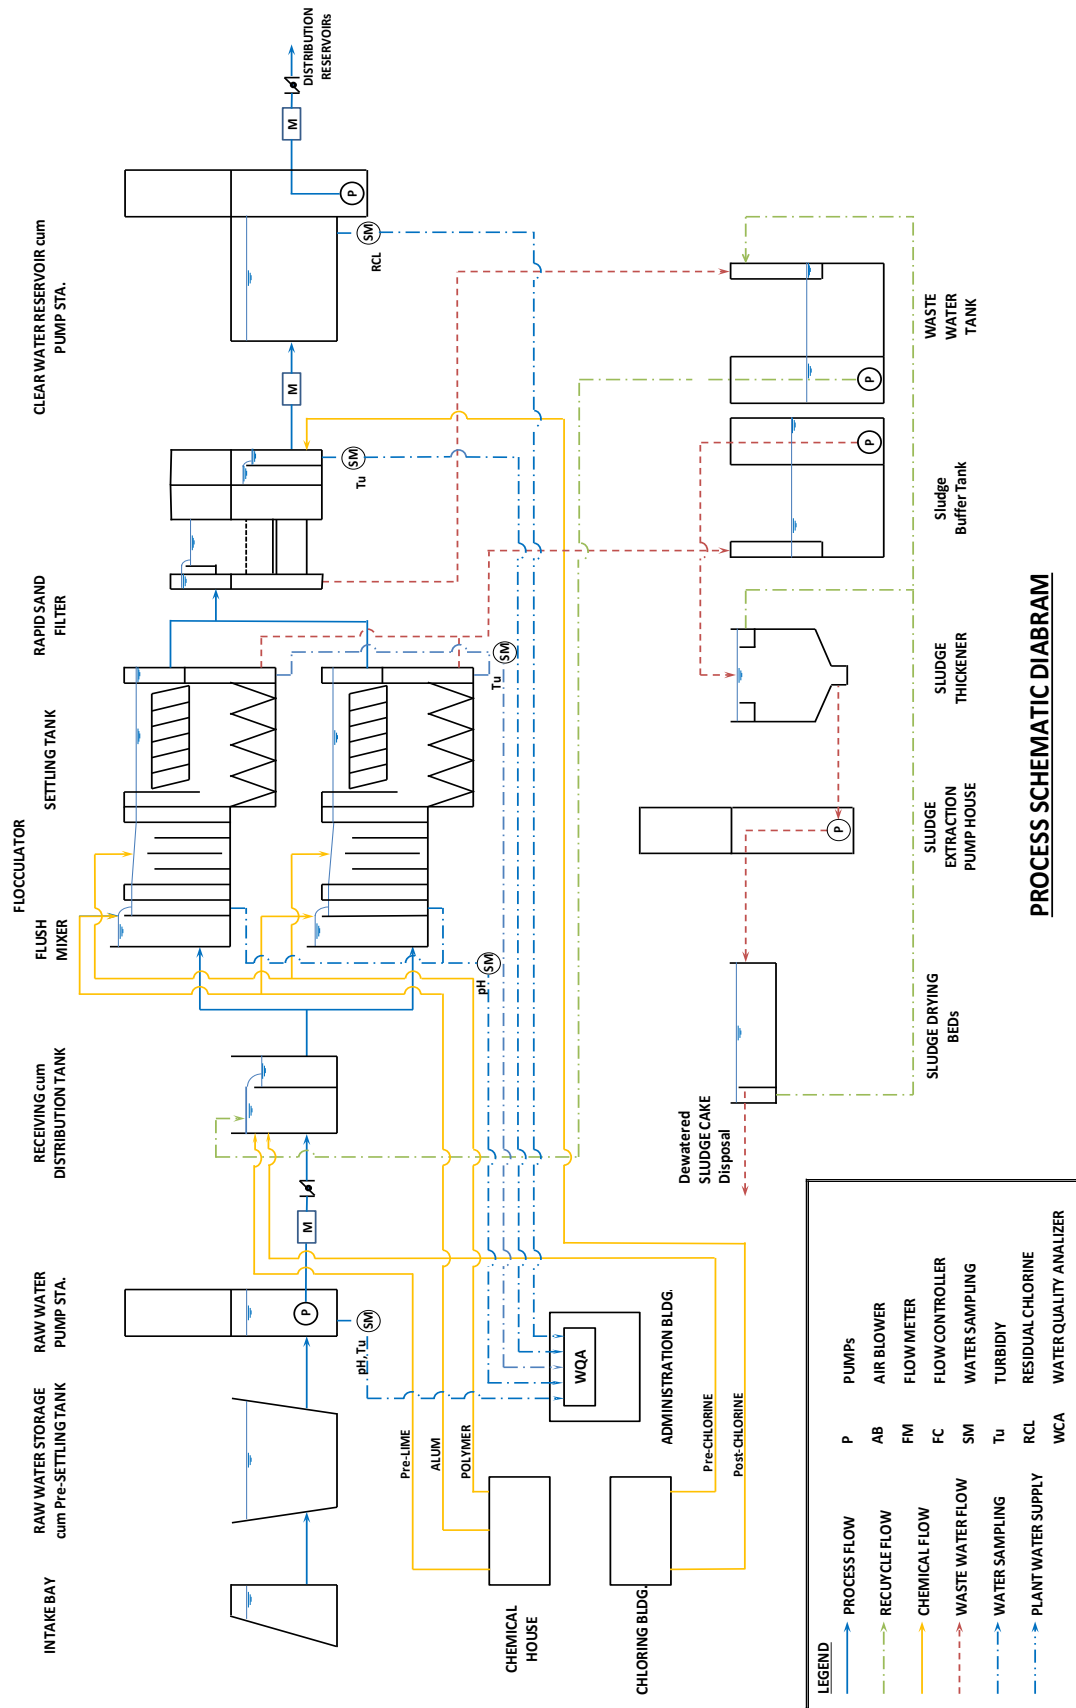 INTAKE BAY
RAW WATER STORAGE
cum Pre-SETTLING TANK
RAW WATER
PUMP STA.
RECEIVING cum
DISTRIBUTION TANK
FLUSH
MIXER
FLOCCULATOR
SETTLING TANK
RAPID SAND
FILTER
CLEAR WATER RESERVOIR cum
PUMP STA.
DISTRIBUTION
RESERVOIRs
P
M
M
M
P
SM
pH,Tu
SM
pH
SM
Tu
SM
Tu
SM
RCL
Pre-LIME
ALUM
POLYMER
CHEMICAL
HOUSE
WQA
ADMINISTRATION BLDG.
CHLORING BLDG.
Pre-CHLORINE
Post-CHLORINE
Dewatered
SLUDGE CAKE
Disposal
SLUDGE DRYING
BEDs
P
SLUDGE
EXTRACTION
PUMP HOUSE
SLUDGE
THICKENER
P
Sludge
Buffer Tank
P
WASTE
WATER
TANK
PROCESS SCHEMATIC DIABRAM
LEGEND
PROCESS FLOW
RECUYCLE FLOW
CHEMICAL FLOW
WASTE WATER FLOW
WATER SAMPLING
PLANT WATER SUPPLY
P PUMPs
AB AIR BLOWER
FM FLOW METER
FC FLOW CONTROLLER
SM WATER SAMPLING
Tu TURBIDIY
RCL RESIDUAL CHLORINE
WCA WATER QUALITY ANALIZER